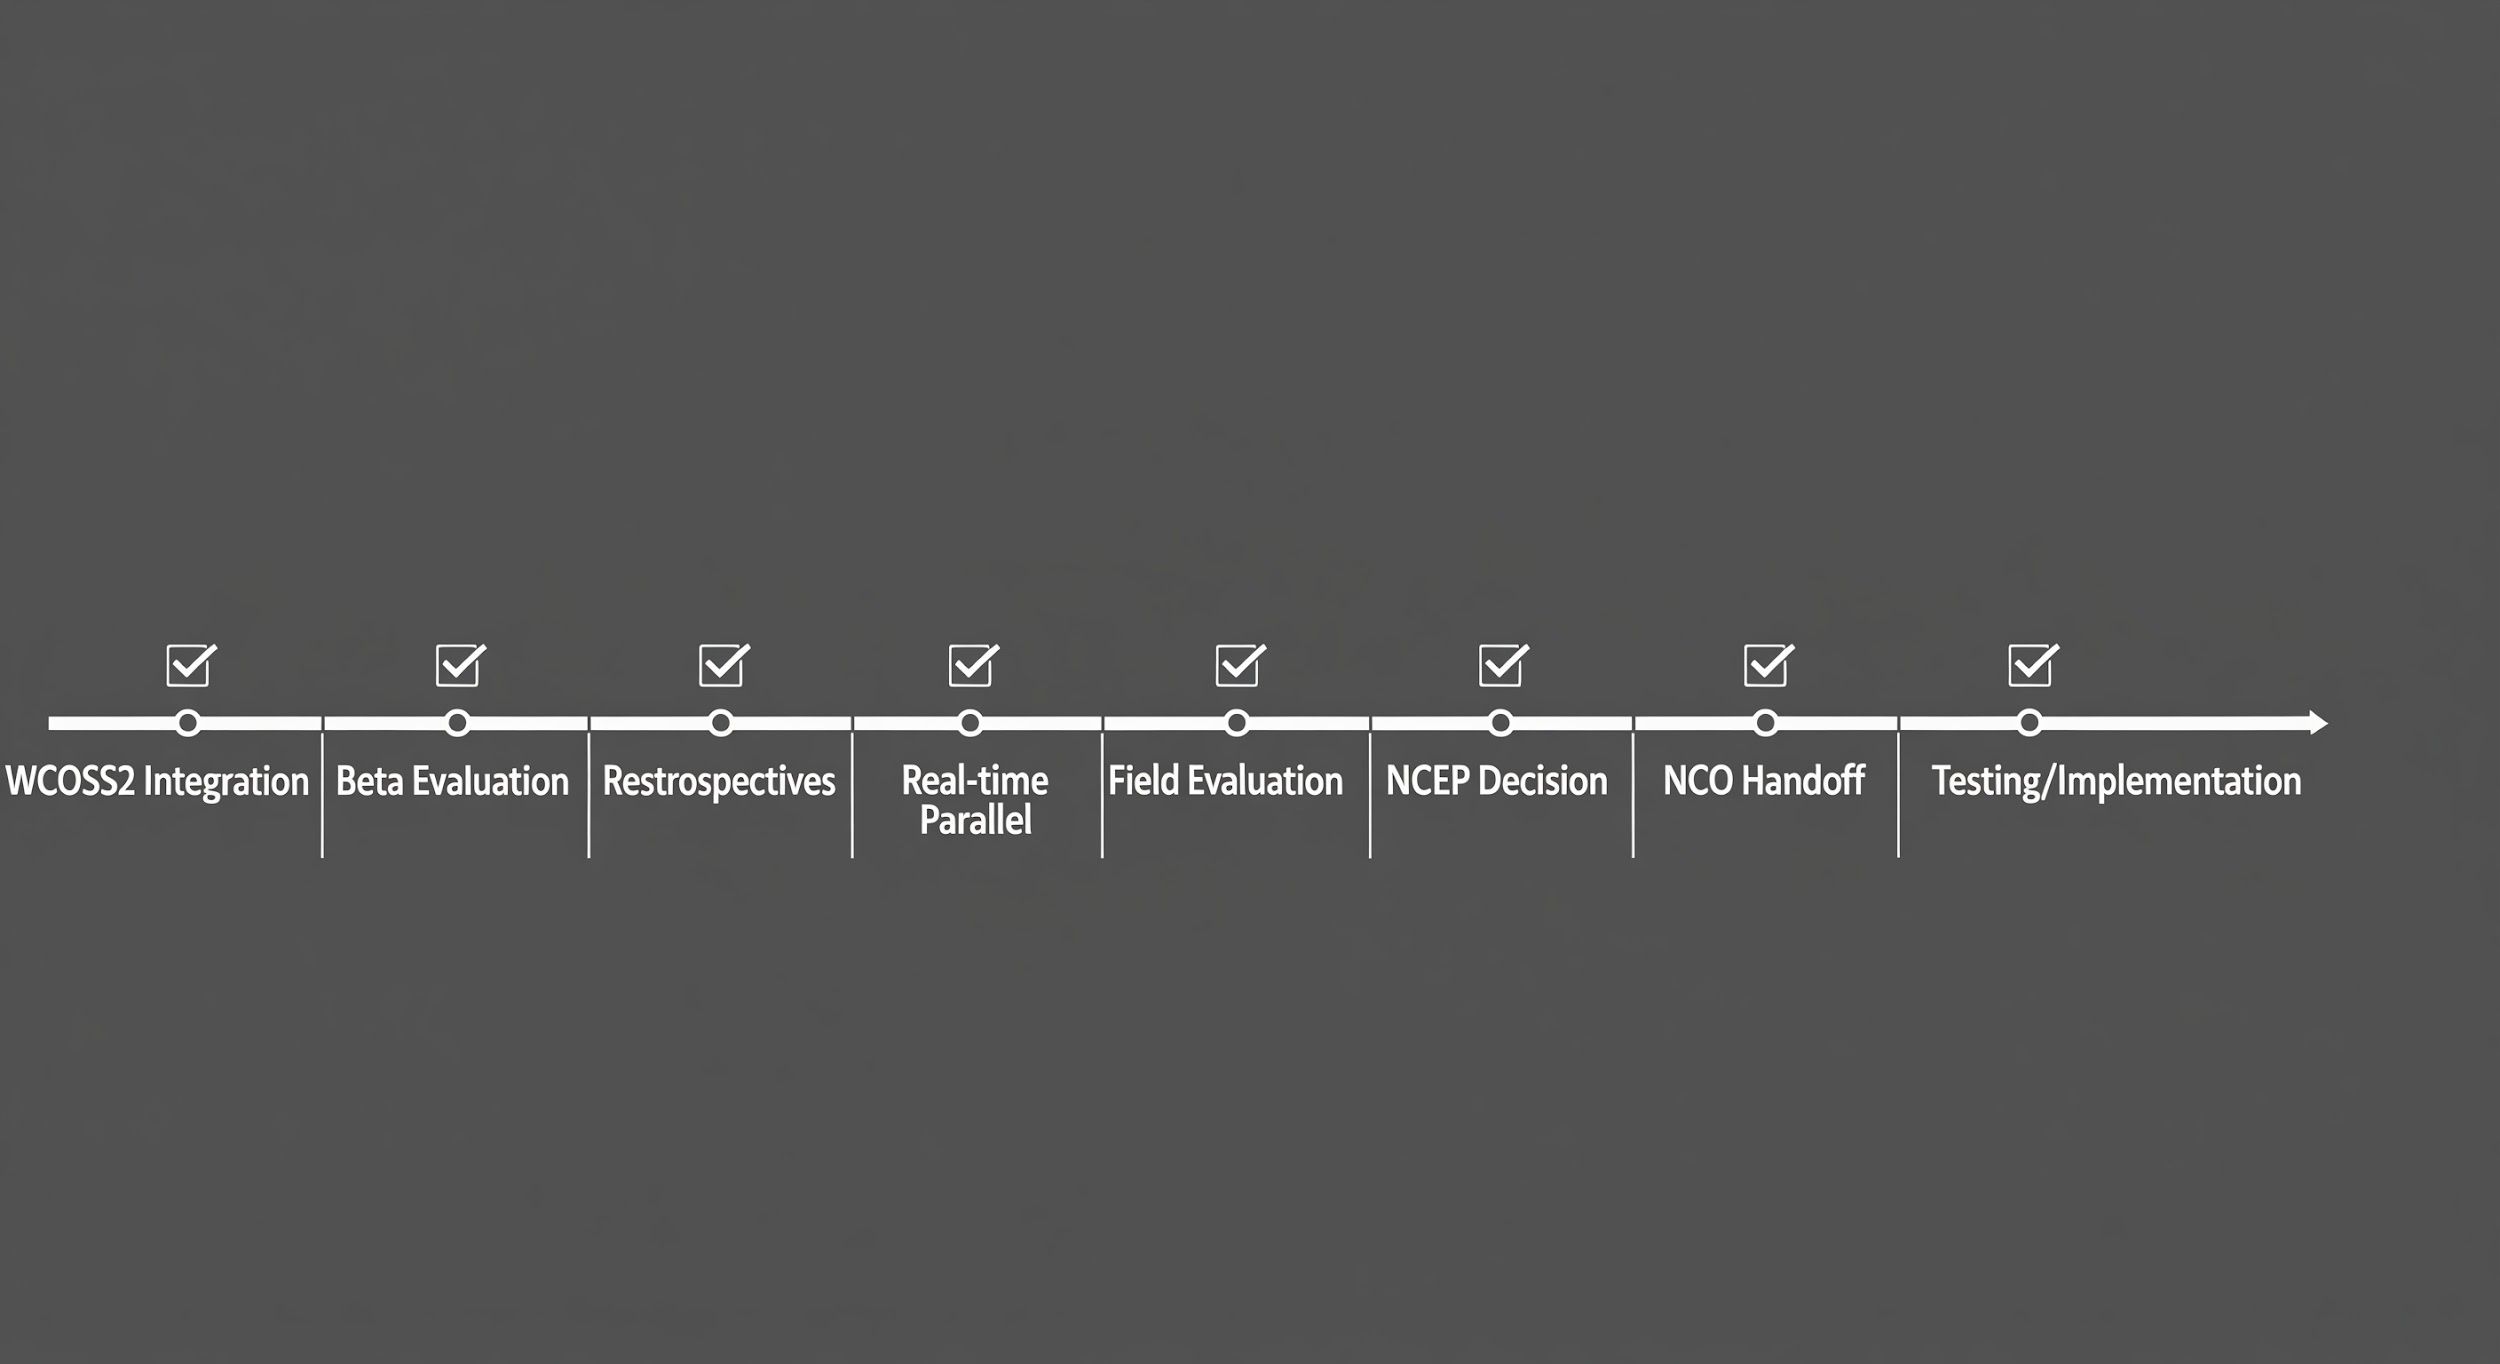 WCOSS2 Integration
Beta Evaluation
Restrospectives
Real-time
Parallel
Field Evaluation
NCEP Decision
NCO Handoff
Testing/Implementation